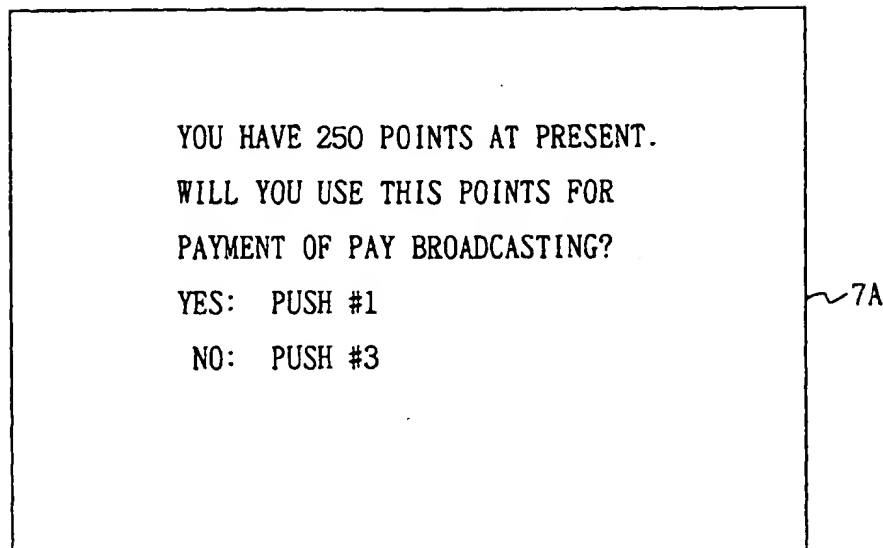 YOU HAVE 250 POINTS AT PRESENT.
WILL YOU USE THIS POINTS FOR
PAYMENT OF PAY BROADCASTING?
YES: PUSH #1
NO: PUSH #3
7A